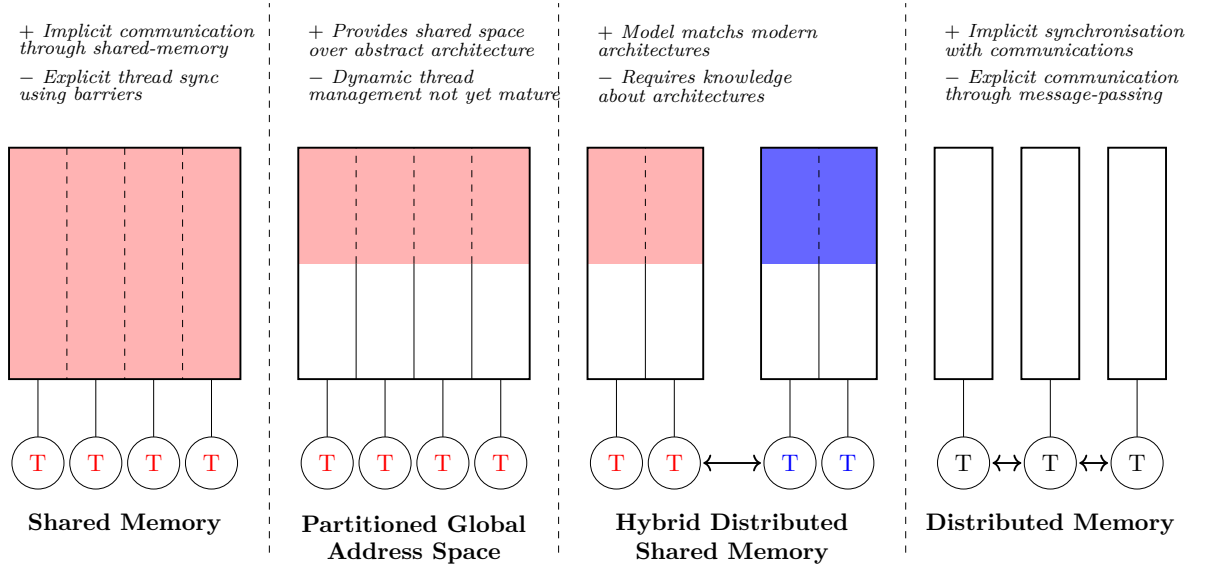 + Implicit communication
through shared-memory
− Explicit thread sync
using barriers
+ Provides shared space
over abstract architecture
− Dynamic thread
management not yet mature
+ Model matchs modern
architectures
− Requires knowledge
about architectures
+ Implicit synchronisation
with communications
− Explicit communication
through message-passing
T T T T
T T T T
T T T T
T T T
Shared Memory
Partitioned Global
Address Space
Hybrid Distributed
Shared Memory
Distributed Memory